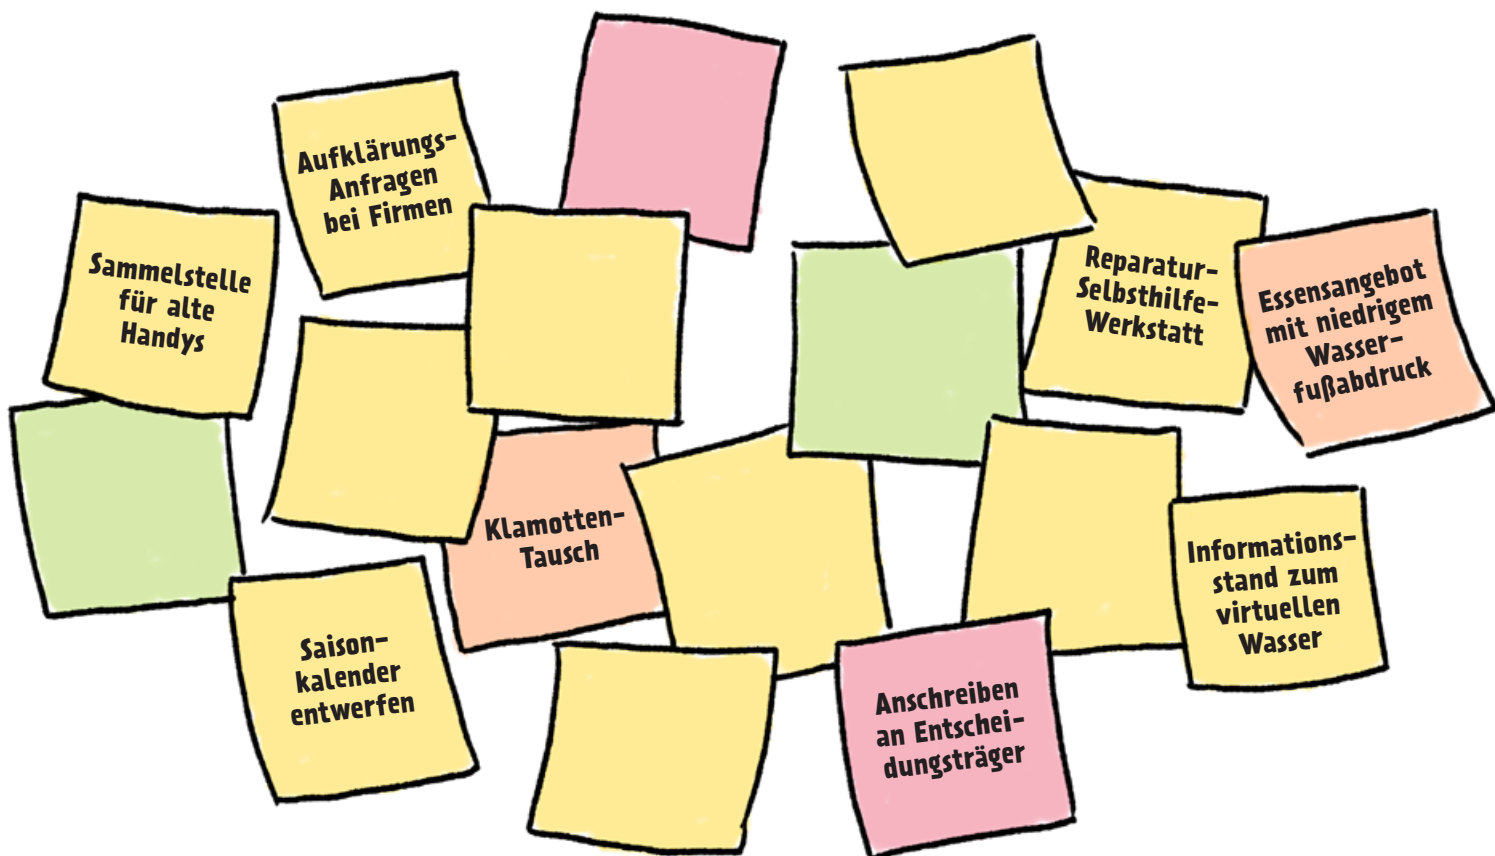 Aufklärungs-
Anfragen
bei Firmen
Sammelstelle
für alte
Handys
Reparatur-
Selbsthilfe-
Werkstatt
Essensangebot
mit niedrigem
Wasser-
fußabdruck
Klamotten-
Tausch
Informations-
stand zum
virtuellen
Wasser
Saison-
kalender
entwerfen
Anschreiben
an Entschei-
dungsträger